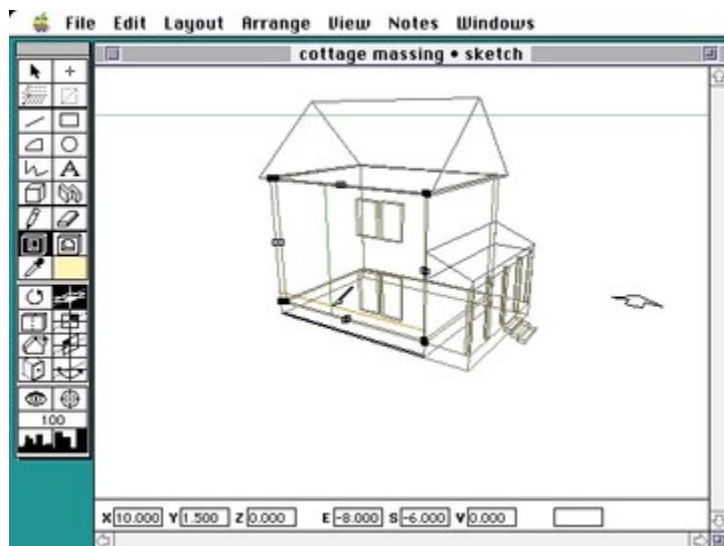 File Edit Layout Arrange View Notes Windows
cottage massing • sketch
A
100
X 10.000 Y 1.500 Z 0.000 E -8.000 S -6.000 V 0.000